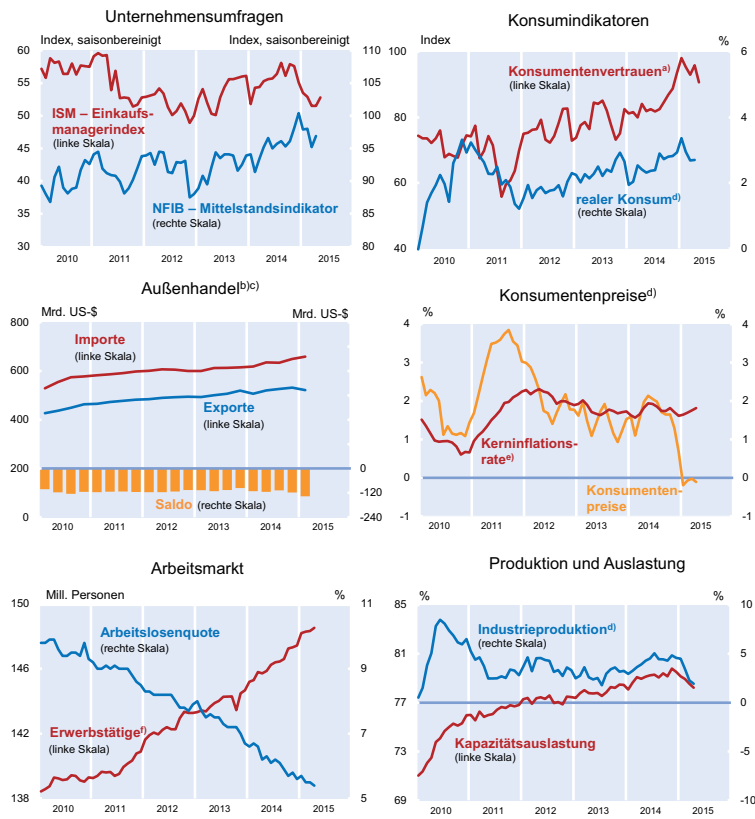 Unternehmensumfragen
Index, saisonbereinigt
Index, saisonbereinigt
60
55
50
45
40
35
30
110
105
100
95
90
85
80
ISM – Einkaufs-
managerindex
(linke Skala)
NFIB – Mittelstandsindikator
(rechte Skala)
2010 2011 2012 2013 2014 2015
Konsumindikatoren
Index
%
100
80
60
40
6
4
2
0
Konsumentenvertrauen a)
(linke Skala)
realer Konsum d)
(rechte Skala)
2010 2011 2012 2013 2014 2015
Außenhandel b)c)
Mrd. US-$
Mrd. US-$
800
600
400
200
0
0
-120
-240
Importe
(linke Skala)
Exporte
(linke Skala)
Saldo (rechte Skala)
2010 2011 2012 2013 2014 2015
Konsumentenpreise d)
%
%
4
3
2
1
0
-1
4
3
2
1
0
-1
Kerninflations-
rate e)
Konsumenten-
preise
2010 2011 2012 2013 2014 2015
Arbeitsmarkt
Mill. Personen
%
150
146
142
138
11
9
7
5
Arbeitslosenquote
(rechte Skala)
Erwerbstätige f)
(linke Skala)
2010 2011 2012 2013 2014 2015
Produktion und Auslastung
%
%
85
81
77
73
69
10
5
0
-5
-10
Industrieproduktion d)
(rechte Skala)
Kapazitätsauslastung
(linke Skala)
2010 2011 2012 2013 2014 2015